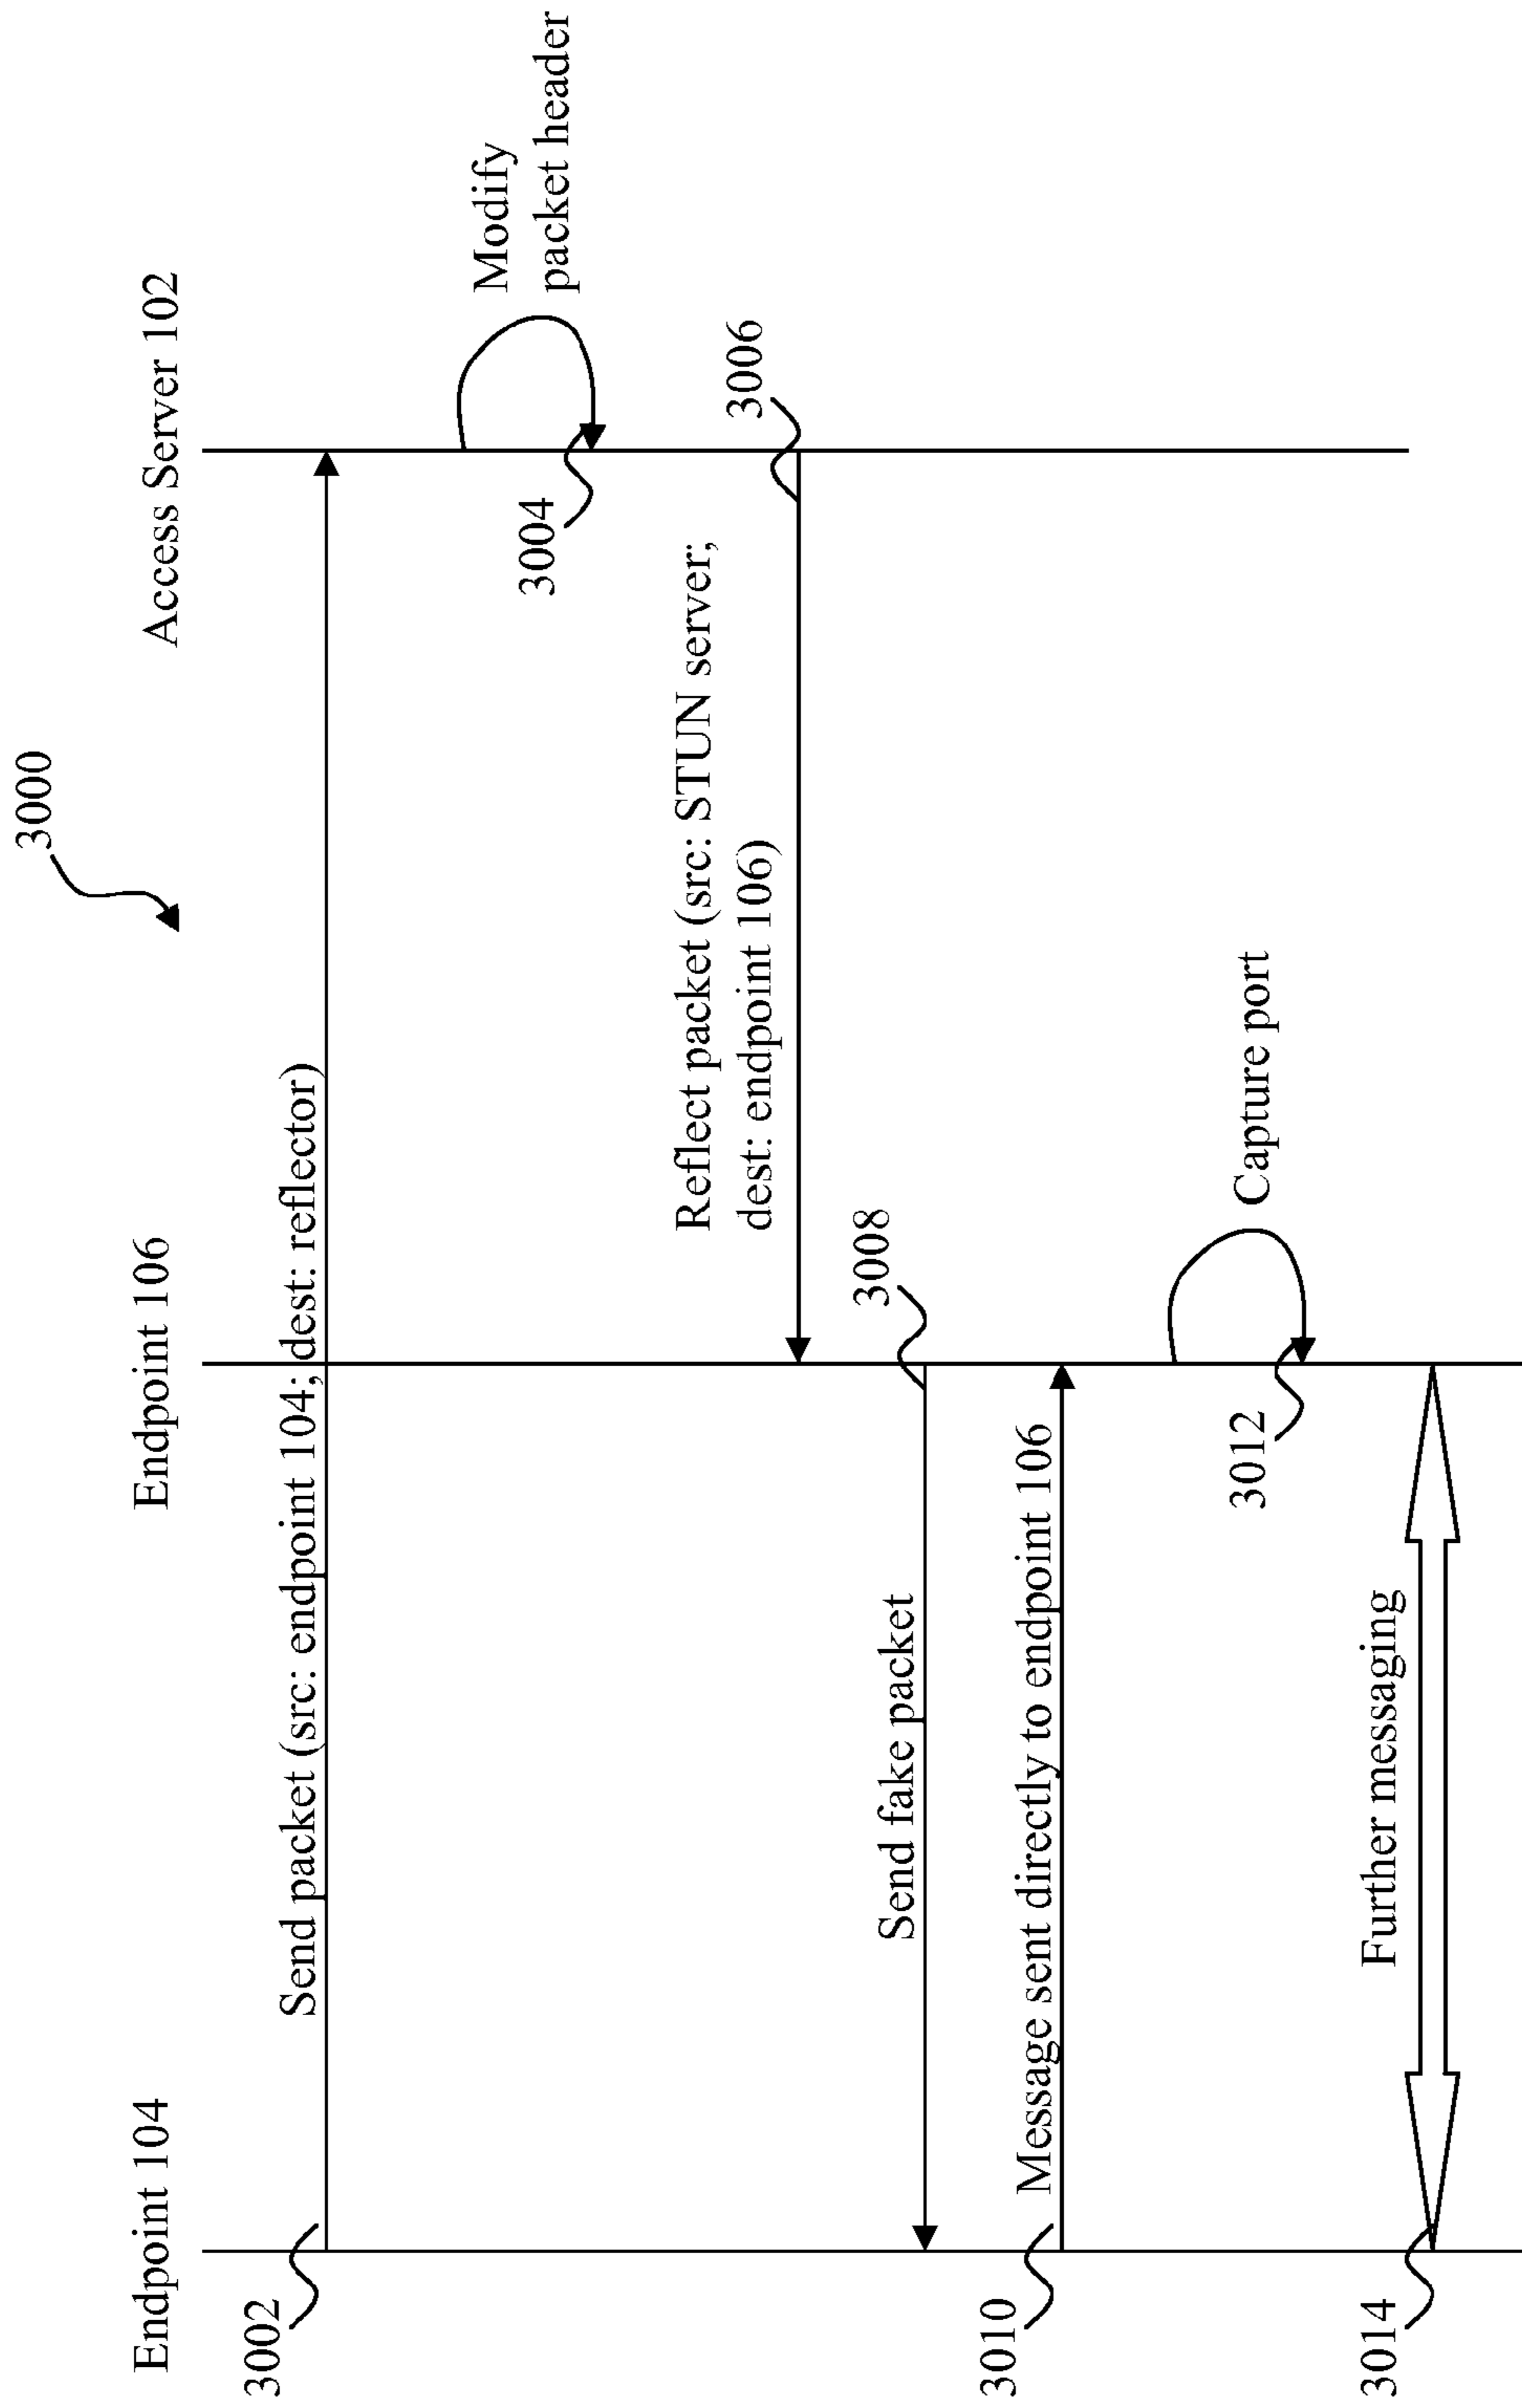 3000
Endpoint 104
Endpoint 106
Access Server 102
3002
Send packet (src: endpoint 104; dest: reflector)
Modify
packet header
3004
Reflect packet (src: STUN server;
dest: endpoint 106)
3006
3008
Send fake packet
3010
Message sent directly to endpoint 106
Capture port
3012
Further messaging
3014